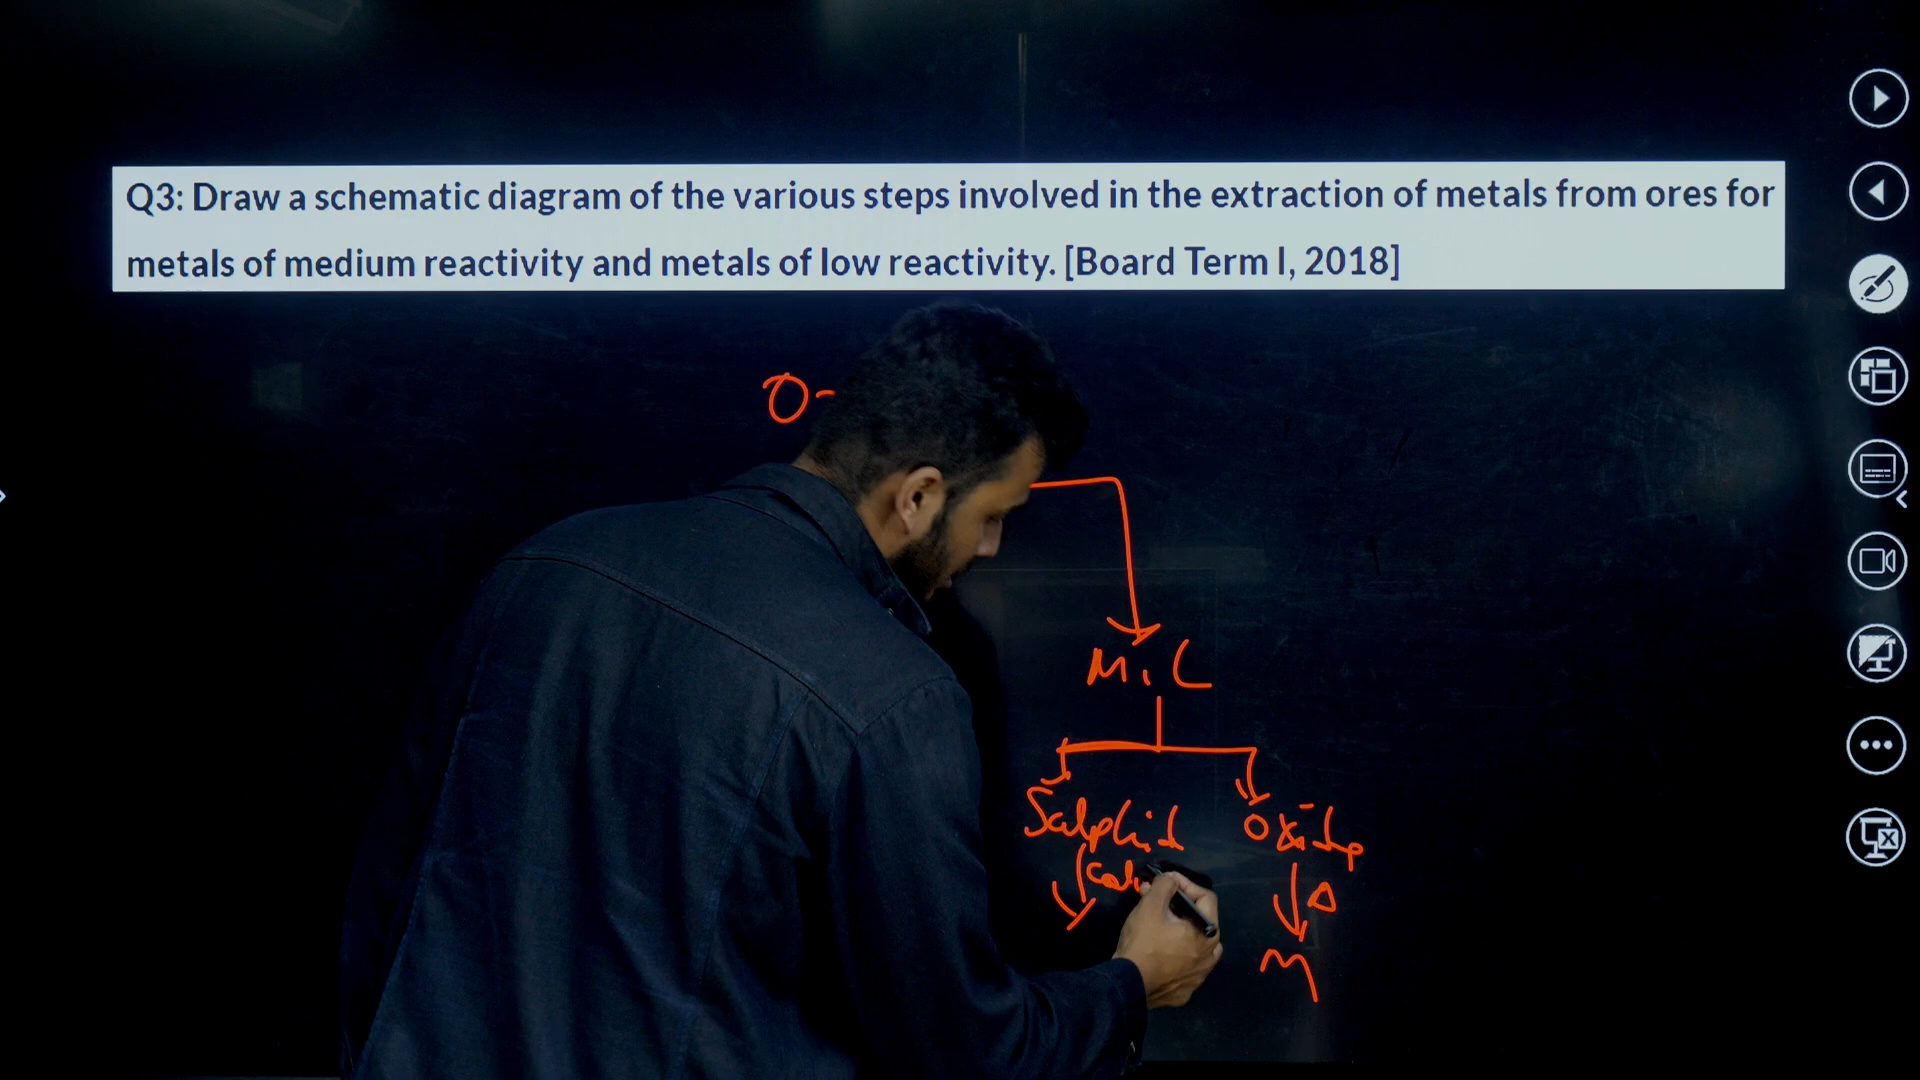 Q3: Draw a schematic diagram of the various steps involved in the extraction of metals from ores for
metals of medium reactivity and metals of low reactivity. [Board Term I, 2018]
O
M.C
Sulphid Oxide
Δ
M